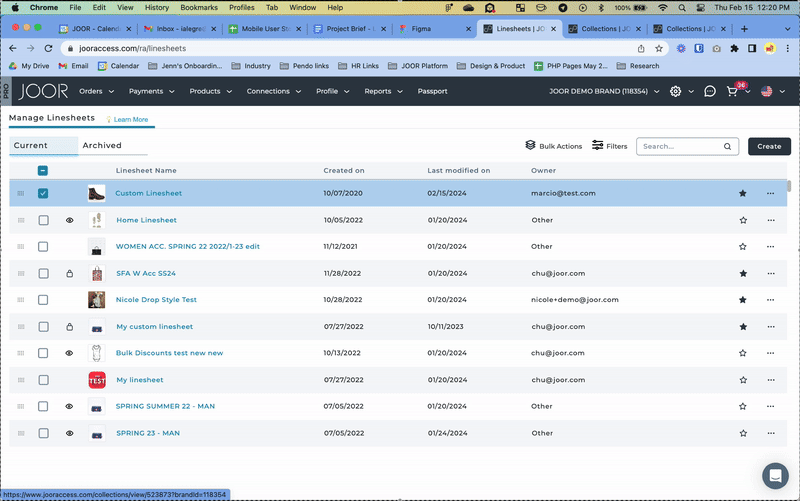 Chrome File Edit View History Bookmarks Profiles Tab Window Help 100% Thu Feb 15 12:20 PM
JOOR - Calenda Inbox - ialegre@ Mobile User Sto Project Brief - L Figma Linesheets | JOO Collections | JOO Collections | JOO
jooraccess.com/ra/linesheets
My Drive Email Calendar Jenn's Onboardin... Industry Pendo links HR Links JOOR Platform Design & Product PHP Pages May 2... Research
PRO JOOR Orders Payments Products Connections Profile Reports Passport JOOR DEMO BRAND (118354) 36
Manage Linesheets Learn More
Current Archived Bulk Actions Filters Search... Create
Linesheet Name Created on Last modified on Owner
Custom Linesheet 10/07/2020 02/15/2024 marcio@test.com
Home Linesheet 10/05/2022 01/20/2024 Other
WOMEN ACC. SPRING 22 2022/1-23 edit 11/12/2021 01/20/2024 Other
SFA W Acc SS24 11/28/2022 01/20/2024 chu@joor.com
Nicole Drop Style Test 10/28/2022 01/20/2024 nicole+demo@joor.com
My custom linesheet 07/27/2022 10/11/2023 chu@joor.com
Bulk Discounts test new new 10/13/2022 01/20/2024 chu@joor.com
TEST My linesheet 07/27/2022 01/20/2024 chu@joor.com
SPRING SUMMER 22 - MAN 07/05/2022 01/20/2024 Other
SPRING 23 - MAN 07/05/2022 01/24/2024 Other
https://www.jooraccess.com/collections/view/523873?brandId=118354